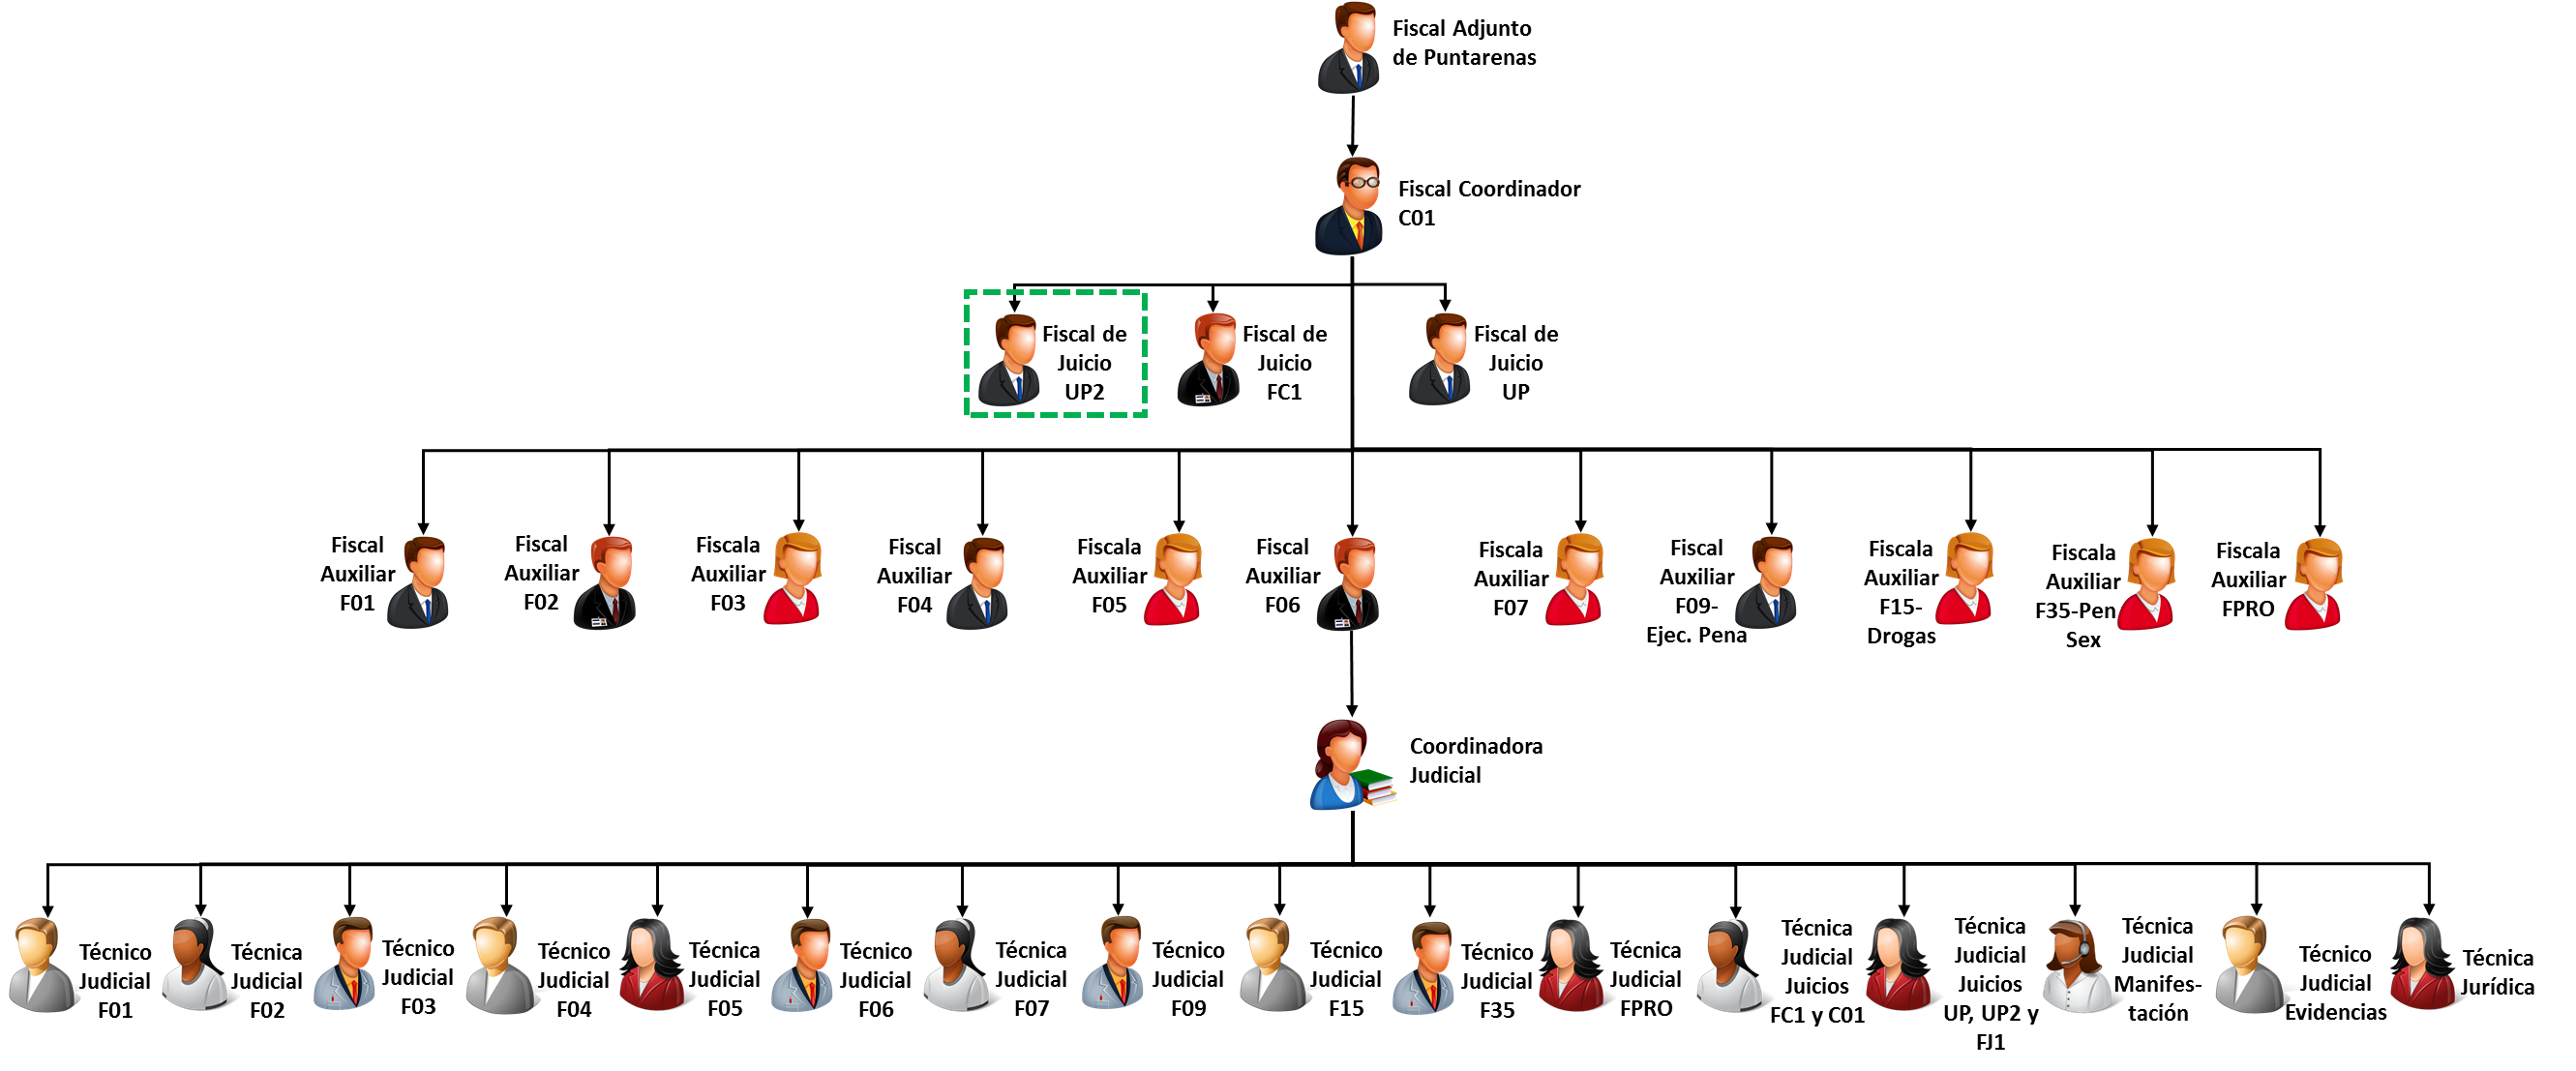 Fiscal Adjunto
de Puntarenas
Fiscal Coordinador
C01
Fiscal de
Juicio
UP2
Fiscal de
Juicio
FC1
Fiscal de
Juicio
UP
Fiscal
Auxiliar
F01
Fiscal
Auxiliar
F02
Fiscala
Auxiliar
F03
Fiscal
Auxiliar
F04
Fiscala
Auxiliar
F05
Fiscal
Auxiliar
F06
Fiscala
Auxiliar
F07
Fiscal
Auxiliar
F09-
Ejec. Pena
Fiscala
Auxiliar
F15-
Drogas
Fiscala
Auxiliar
F35-Pen
Sex
Fiscala
Auxiliar
FPRO
Coordinadora
Judicial
Técnico
Judicial
F01
Técnica
Judicial
F02
Técnico
Judicial
F03
Técnico
Judicial
F04
Técnica
Judicial
F05
Técnico
Judicial
F06
Técnica
Judicial
F07
Técnico
Judicial
F09
Técnico
Judicial
F15
Técnico
Judicial
F35
Técnica
Judicial
FPRO
Técnica
Judicial
Juicios
FC1 y C01
Técnica
Judicial
Juicios
UP, UP2 y
FJ1
Técnica
Judicial
Manifes-
tación
Técnico
Judicial
Evidencias
Técnica
Jurídica